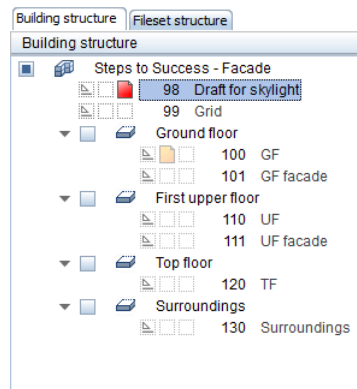 Building structure Fileset structure
Building structure
Steps to Success - Facade
98 Draft for skylight
99 Grid
Ground floor
100 GF
101 GF facade
First upper floor
110 UF
111 UF facade
Top floor
120 TF
Surroundings
130 Surroundings